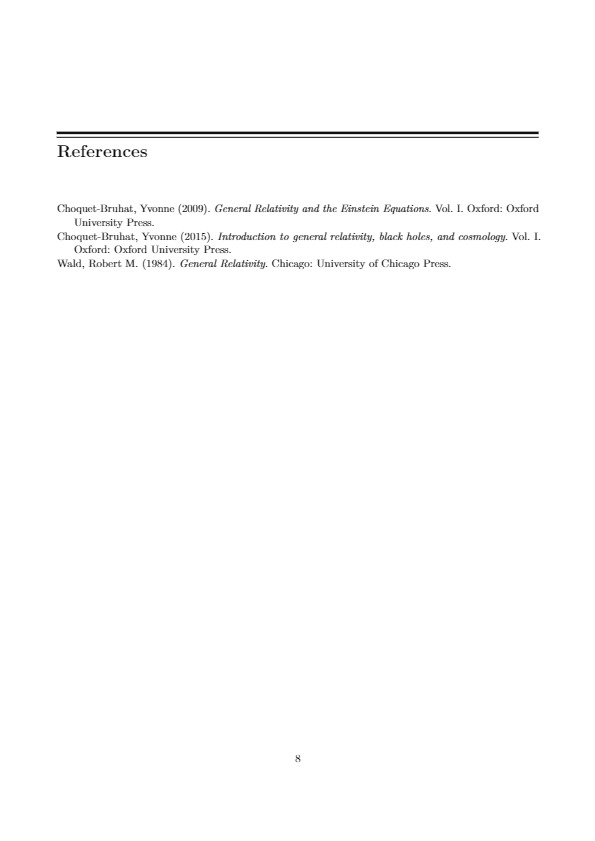 References
Choquet-Bruhat, Yvonne (2009). General Relativity and the Einstein Equations. Vol. I. Oxford: Oxford
University Press.
Choquet-Bruhat, Yvonne (2015). Introduction to general relativity, black holes, and cosmology. Vol. I.
Oxford: Oxford University Press.
Wald, Robert M. (1984). General Relativity. Chicago: University of Chicago Press.
8